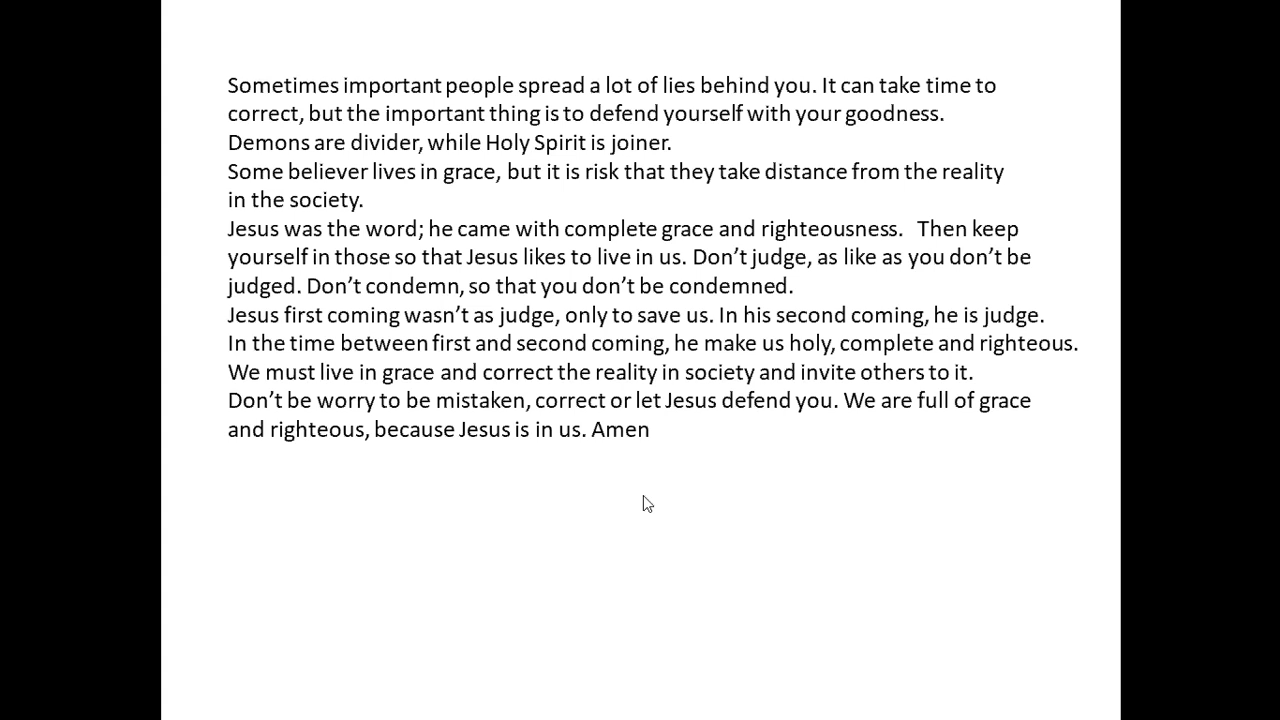 Sometimes important people spread a lot of lies behind you. It can take time to
correct, but the important thing is to defend yourself with your goodness.
Demons are divider, while Holy Spirit is joiner.
Some believer lives in grace, but it is risk that they take distance from the reality
in the society.
Jesus was the word; he came with complete grace and righteousness.   Then keep
yourself in those so that Jesus likes to live in us. Don’t judge, as like as you don’t be
judged. Don’t condemn, so that you don’t be condemned.
Jesus first coming wasn’t as judge, only to save us. In his second coming, he is judge.
In the time between first and second coming, he make us holy, complete and righteous.
We must live in grace and correct the reality in society and invite others to it.
Don’t be worry to be mistaken, correct or let Jesus defend you. We are full of grace
and righteous, because Jesus is in us. Amen